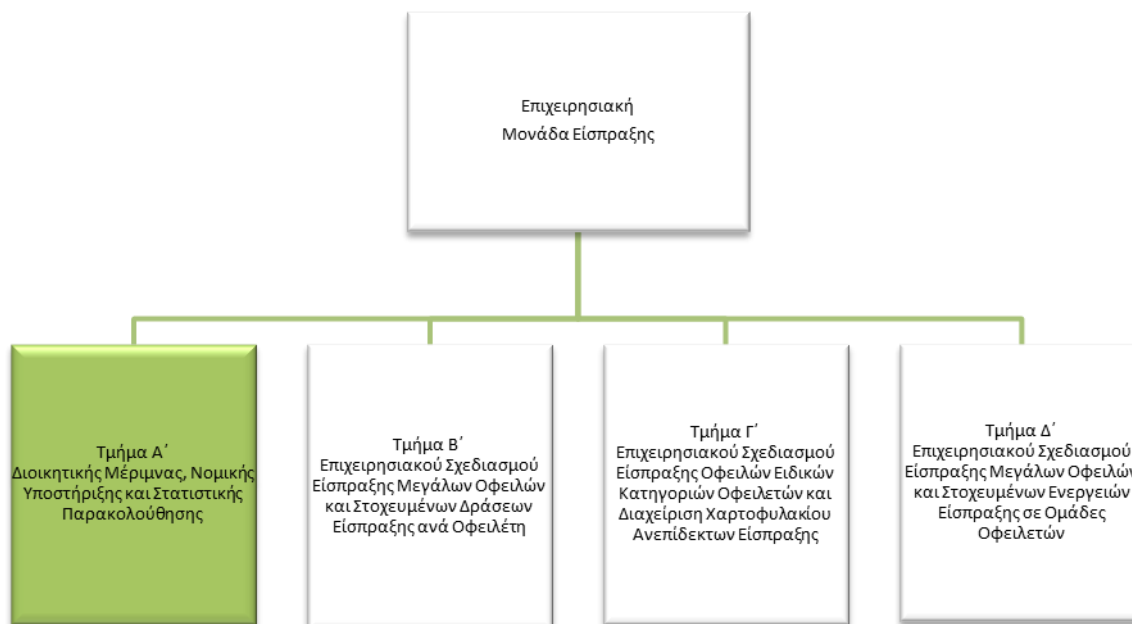 Επιχειρησιακή
Μονάδα Είσπραξης
Τμήμα Α΄
Διοικητικής Μέριμνας, Νομικής
Υποστήριξης και Στατιστικής
Παρακολούθησης
Τμήμα Β΄
Επιχειρησιακού Σχεδιασμού
Είσπραξης Μεγάλων Οφειλών
και Στοχευμένων Δράσεων
Είσπραξης ανά Οφειλέτη
Τμήμα Γ΄
Επιχειρησιακού Σχεδιασμού
Είσπραξης Οφειλών Ειδικών
Κατηγοριών Οφειλετών και
Διαχείριση Χαρτοφυλακίου
Ανεπίδεκτων Είσπραξης
Τμήμα Δ΄
Επιχειρησιακού Σχεδιασμού
Είσπραξης Μεγάλων Οφειλών
και Στοχευμένων Ενεργειών
Είσπραξης σε Ομάδες
Οφειλετών